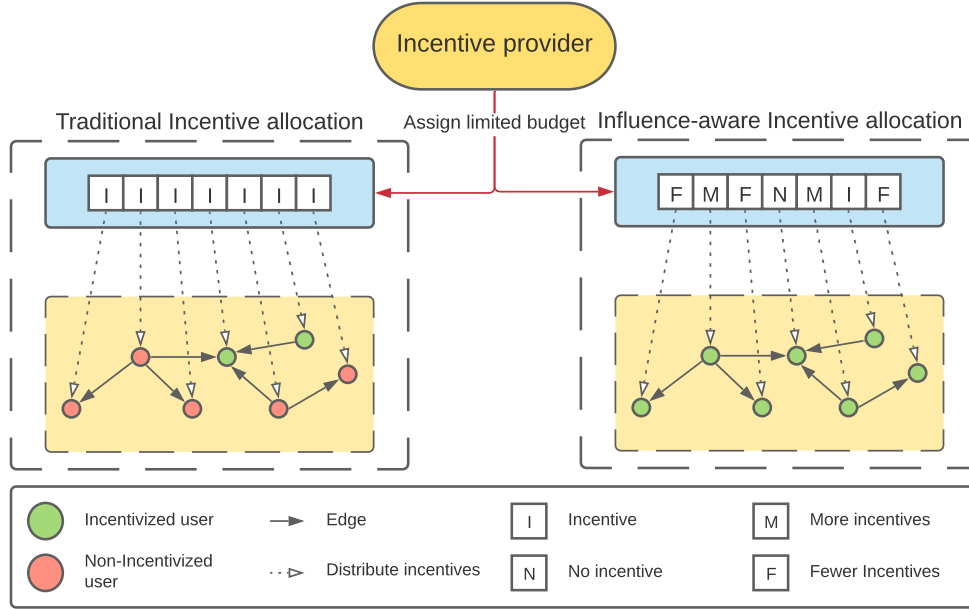 Incentive provider
Traditional Incentive allocation
Assign limited budget
Influence-aware Incentive allocation
I I I I I I I
F M F N M I F
Incentivized user
Edge
I
Incentive
M
More incentives
Non-Incentivized
user
Distribute incentives
N
No incentive
F
Fewer Incentives